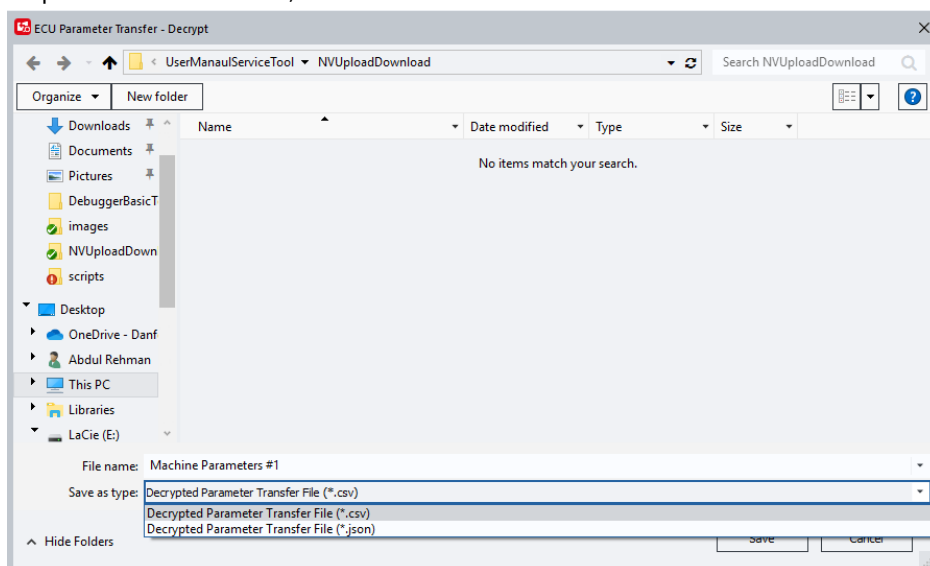 ECU Parameter Transfer - Decrypt
UserManaulServiceTool NVUploadDownload Search NVUploadDownload
Organize New folder
Downloads Name Date modified Type Size
Documents
No items match your search.
Pictures
DebuggerBasicT
images
NVUploadDown
scripts
Desktop
OneDrive - Danf
Abdul Rehman
This PC
Libraries
LaCie (E:)
File name: Machine Parameters #1
Save as type: Decrypted Parameter Transfer File (*.csv)
Decrypted Parameter Transfer File (*.csv)
Decrypted Parameter Transfer File (*.json)
Hide Folders Save Cancel